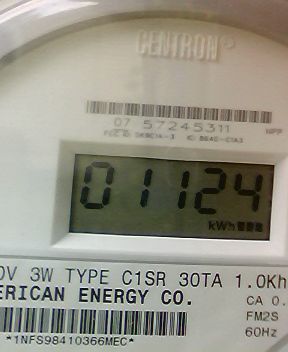 CENTRON®
07 57245311
HPP
01124
kWh
0V 3W TYPE C1SR 30TA 1.0Kh
ERICAN ENERGY CO.
CA 0.
FM2S
60Hz
*1NFS98410366MEC*